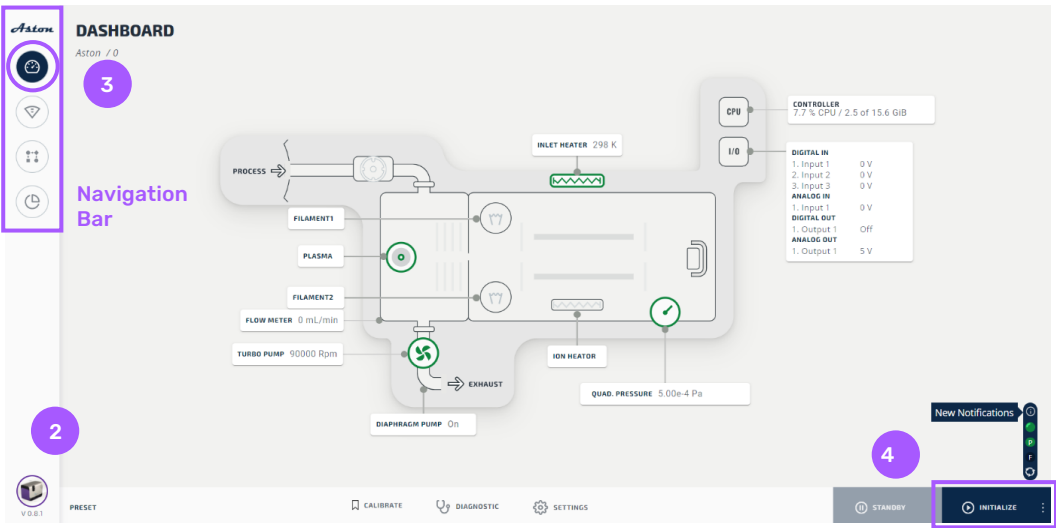 Aston
DASHBOARD
Aston / 0
3
CPU
CONTROLLER
7.7 % CPU / 2.5 of 15.6 GiB
I/O
DIGITAL IN
1. Input 1 0 V
2. Input 2 0 V
3. Input 3 0 V
ANALOG IN
1. Input 1 0 V
DIGITAL OUT
1. Output 1 Off
ANALOG OUT
1. Output 1 5 V
INLET HEATER 298 K
PROCESS
Navigation
Bar
FILAMENT1
PLASMA
FILAMENT2
FLOW METER 0 mL/min
TURBO PUMP 90000 Rpm
ION HEATOR
EXHAUST
QUAD. PRESSURE 5.00e-4 Pa
DIAPHRAGM PUMP On
New Notifications
P
F
2
4
V 0.8.1
PRESET
CALIBRATE
DIAGNOSTIC
SETTINGS
STANDBY
INITIALIZE